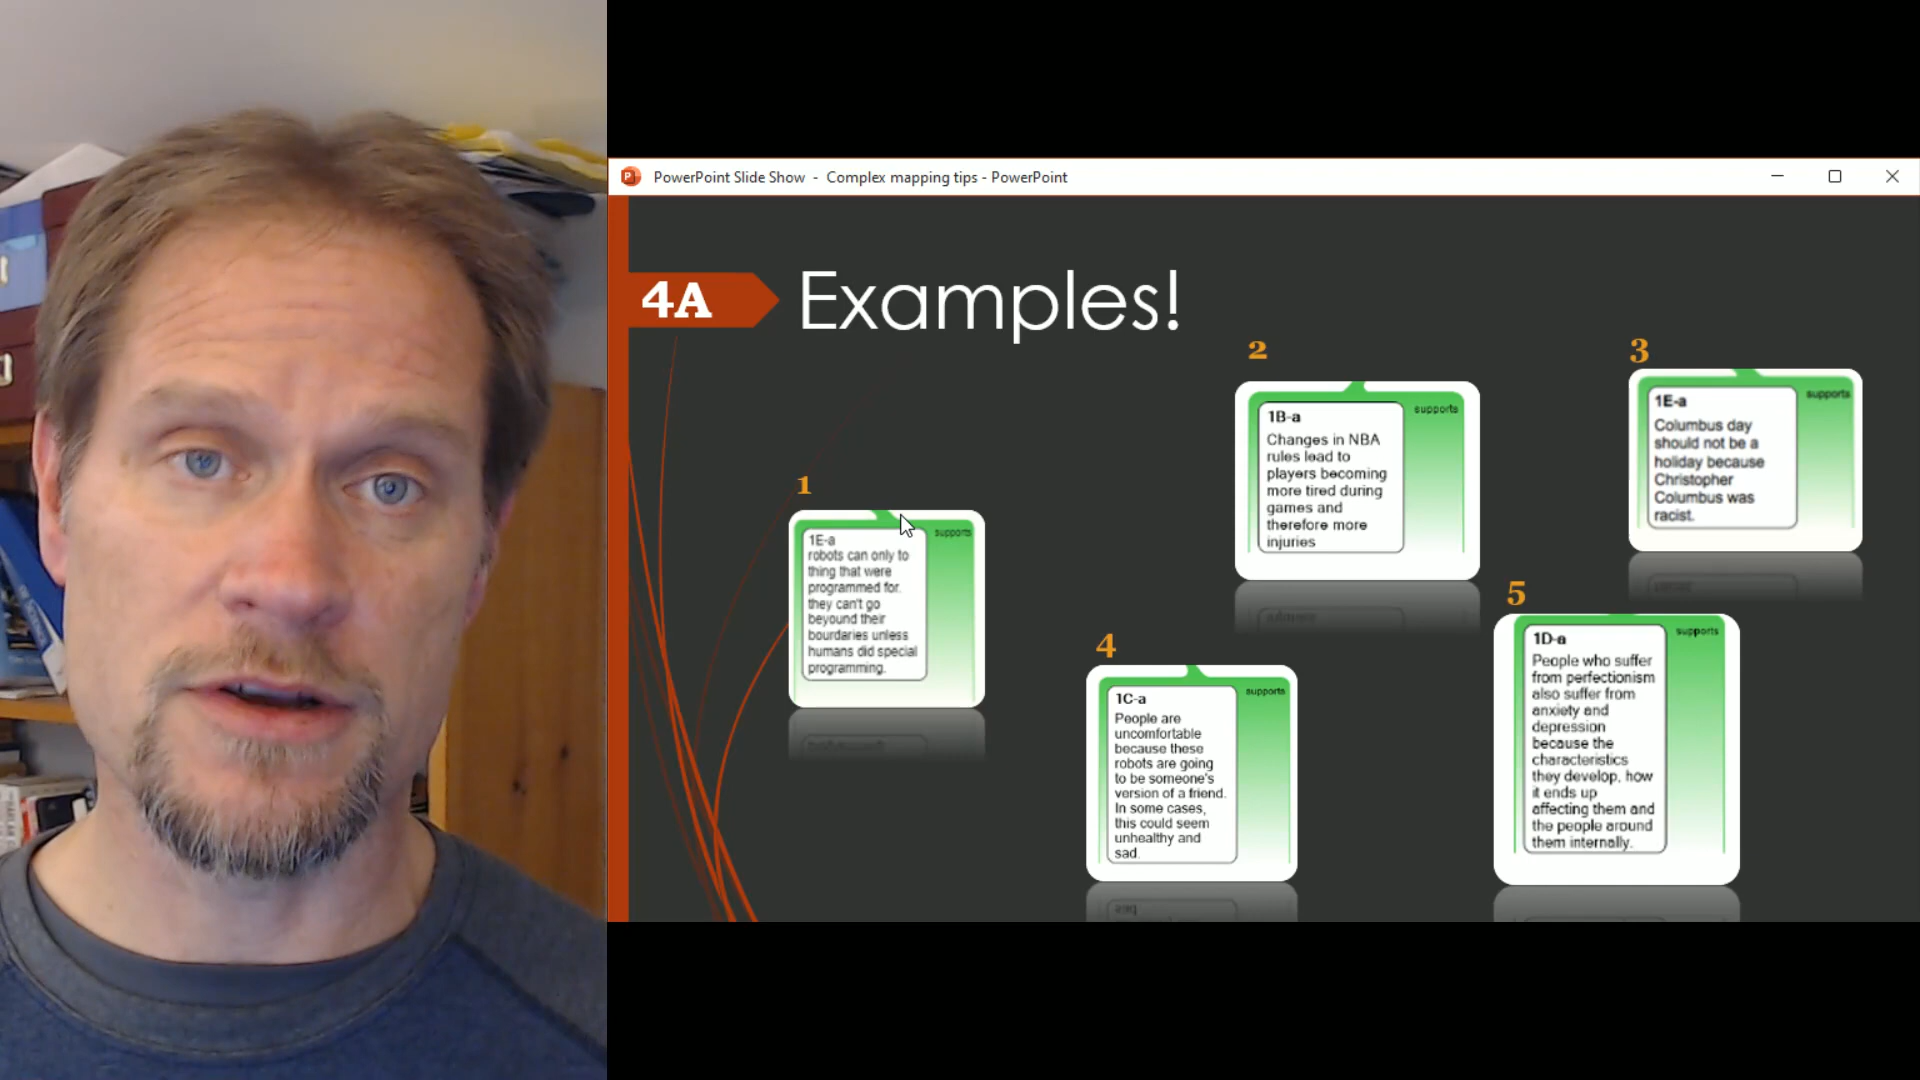 PowerPoint Slide Show - Complex mapping tips - PowerPoint
4A
Examples!
1
supports
1E-a
robots can only to
thing that were
programmed for.
they can't go
beyound their
bourdaries unless
humans did special
programming.
2
supports
1B-a
Changes in NBA
rules lead to
players becoming
more tired during
games and
therefore more
injuries
3
supports
1E-a
Columbus day
should not be a
holiday because
Christopher
Columbus was
racist.
4
supports
1C-a
People are
uncomfortable
because these
robots are going
to be someone's
version of a friend.
In some cases,
this could seem
unhealthy and
sad.
5
supports
1D-a
People who suffer
from perfectionism
also suffer from
anxiety and
depression
because the
characteristics
they develop, how
it ends up
affecting them and
the people around
them internally.